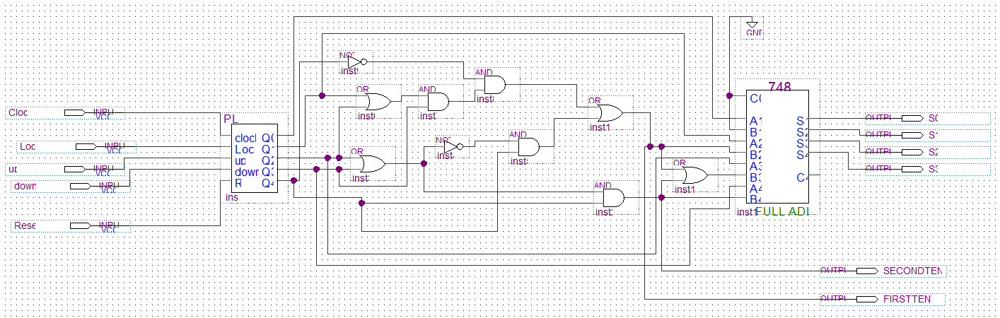 GND
NOT
inst
AND
inst
OR
inst
AND
inst
OR
inst1
748
C0
A1
B1
A2
B2
A3
B3
A4
B4
S1
S2
S3
S4
C4
inst1
FULL ADI
Cloc
INPU
VCC
Loc
INPU
VCC
up
INPU
VCC
down
INPU
VCC
Rese
INPU
VCC
PL
clocl
Loc
up
down
R
Q0
Q
Q2
Q3
Q4
ins
NOT
inst
AND
inst
OR
inst
OR
inst1
AND
inst
OUTPU
S0
OUTPU
S
OUTPU
S2
OUTPU
S3
OUTPU
SECONDTEN
OUTPU
FIRSTTEN